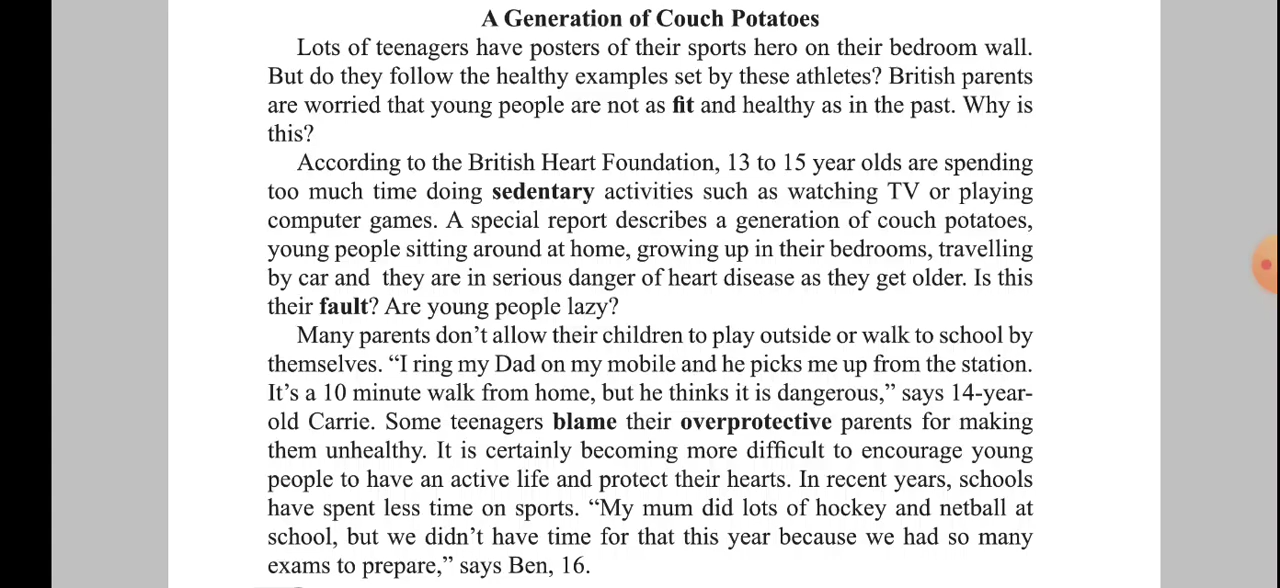 A Generation of Couch Potatoes
Lots of teenagers have posters of their sports hero on their bedroom wall.
But do they follow the healthy examples set by these athletes? British parents
are worried that young people are not as fit and healthy as in the past. Why is
this?
According to the British Heart Foundation, 13 to 15 year olds are spending
too much time doing sedentary activities such as watching TV or playing
computer games. A special report describes a generation of couch potatoes,
young people sitting around at home, growing up in their bedrooms, travelling
by car and  they are in serious danger of heart disease as they get older. Is this
their fault? Are young people lazy?
Many parents don’t allow their children to play outside or walk to school by
themselves. “I ring my Dad on my mobile and he picks me up from the station.
It’s a 10 minute walk from home, but he thinks it is dangerous,” says 14-year-
old Carrie. Some teenagers blame their overprotective parents for making
them unhealthy. It is certainly becoming more difficult to encourage young
people to have an active life and protect their hearts. In recent years, schools
have spent less time on sports. “My mum did lots of hockey and netball at
school, but we didn’t have time for that this year because we had so many
exams to prepare,” says Ben, 16.